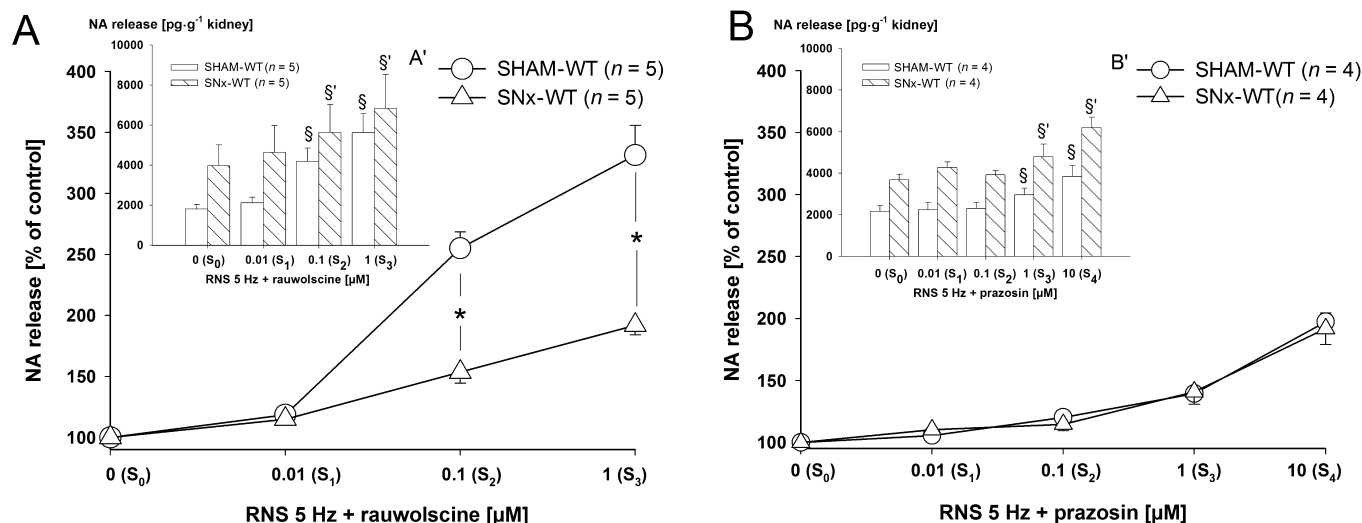 A
NA release [pg·g⁻¹ kidney]
10000
8000
6000
4000
2000
0
SHAM-WT (n = 5)
SNx-WT (n = 5)
§
§'
§
§'
0 (S₀)
0.01 (S₁)
0.1 (S₂)
1 (S₃)
RNS 5 Hz + rauwolscine [µM]
A'
SHAM-WT (n = 5)
SNx-WT (n = 5)
NA release [% of control]
400
350
300
250
200
150
100
*
*
0 (S₀)
0.01 (S₁)
0.1 (S₂)
1 (S₃)
RNS 5 Hz + rauwolscine [µM]
B
NA release [pg·g⁻¹ kidney]
10000
8000
6000
4000
2000
0
SHAM-WT (n = 4)
SNx-WT (n = 4)
§
§'
§
§'
0 (S₀)
0.01 (S₁)
0.1 (S₂)
1 (S₃)
10 (S₄)
RNS 5 Hz + prazosin [µM]
B'
SHAM-WT (n = 4)
SNx-WT (n = 4)
NA release [% of control]
400
350
300
250
200
150
100
0 (S₀)
0.01 (S₁)
0.1 (S₂)
1 (S₃)
10 (S₄)
RNS 5 Hz + prazosin [µM]